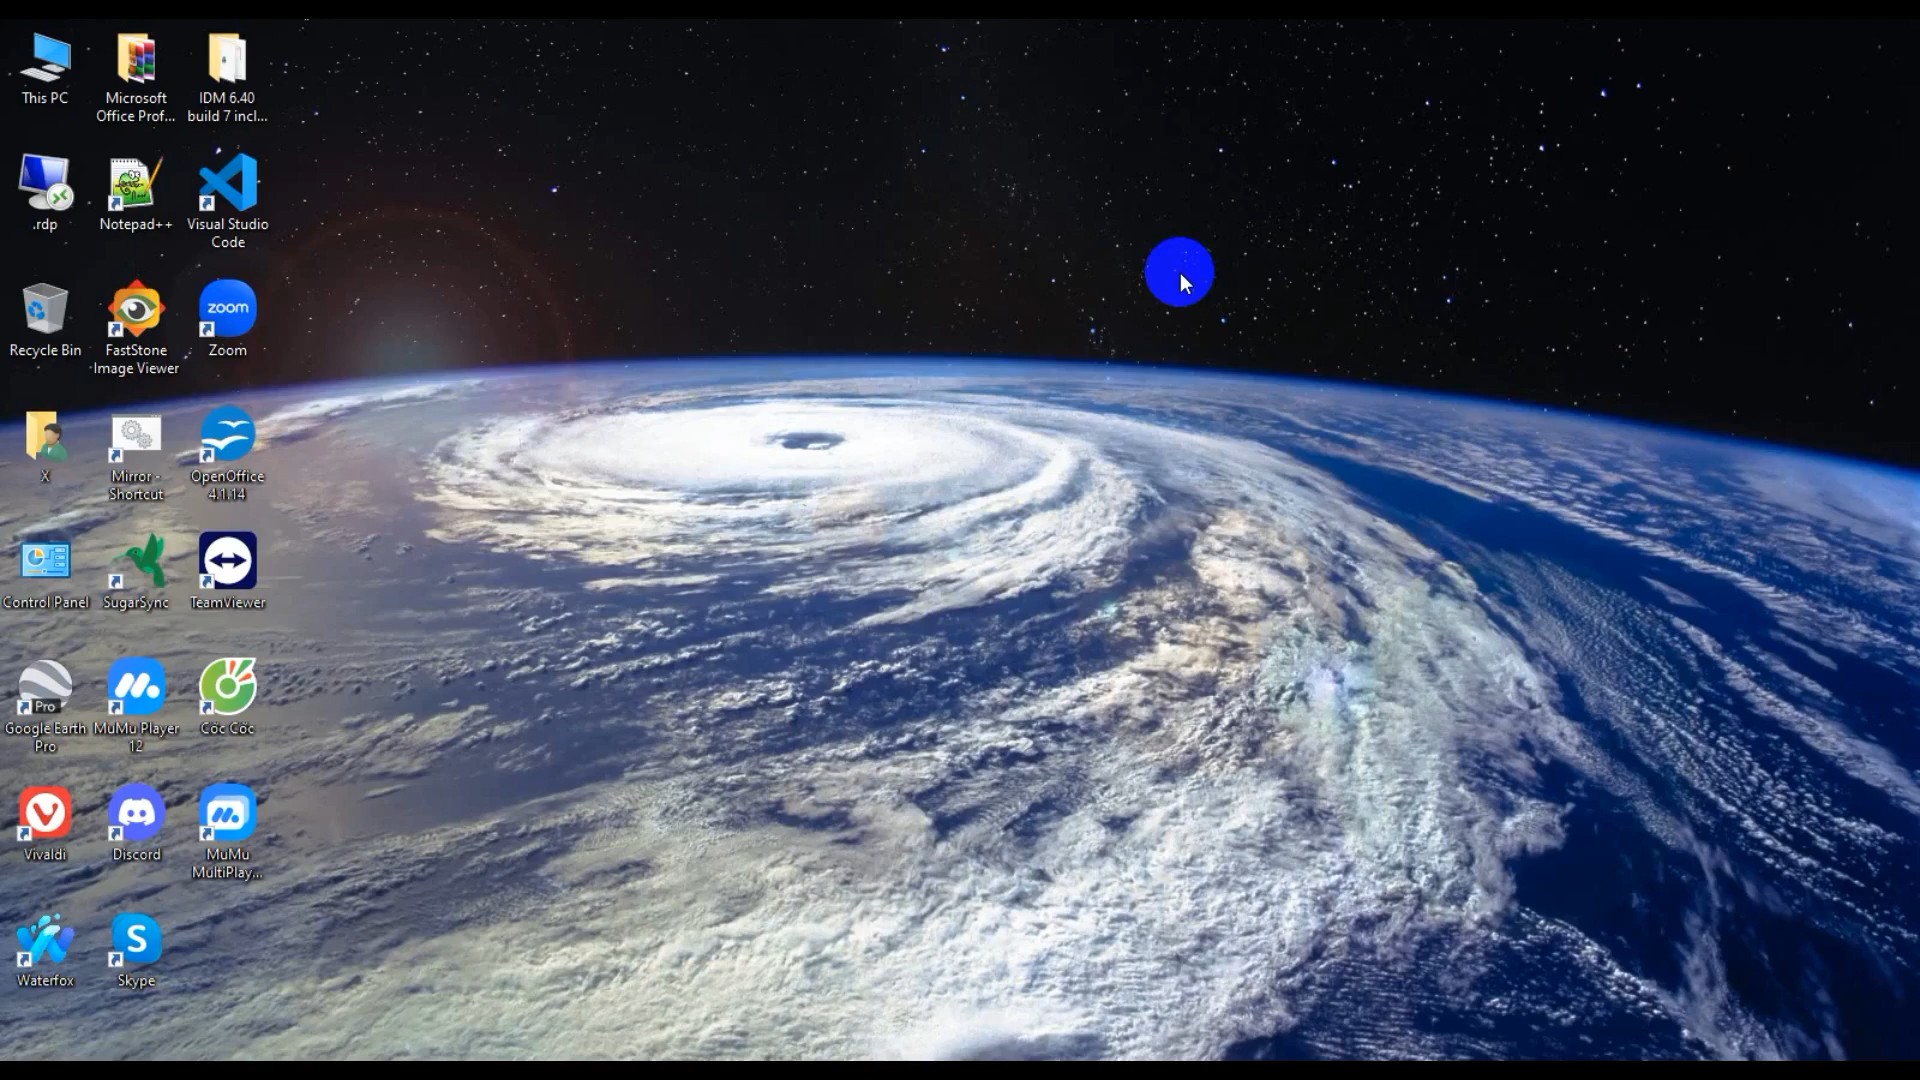 This PC
Microsoft
Office Prof...
IDM 6.40
build 7 incl...
.rdp
Notepad++
Visual Studio
Code
Recycle Bin
FastStone
Image Viewer
zoom
Zoom
X
Mirror -
Shortcut
OpenOffice
4.1.14
Control Panel
SugarSync
TeamViewer
Pro
Google Earth
Pro
MuMu Player
12
Cốc Cốc
Vivaldi
Discord
MuMu
MultiPlay...
Waterfox
S
Skype